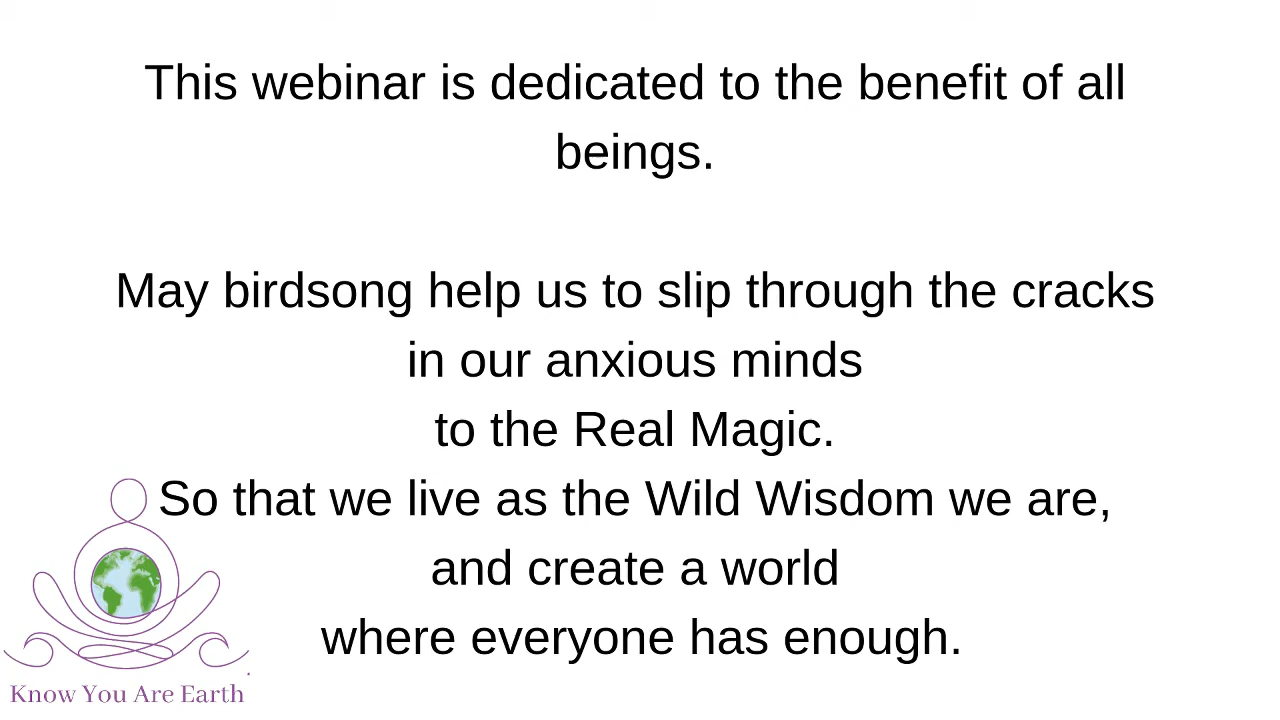 This webinar is dedicated to the benefit of all
beings.
May birdsong help us to slip through the cracks
in our anxious minds
to the Real Magic.
So that we live as the Wild Wisdom we are,
and create a world
where everyone has enough.
Know You Are Earth